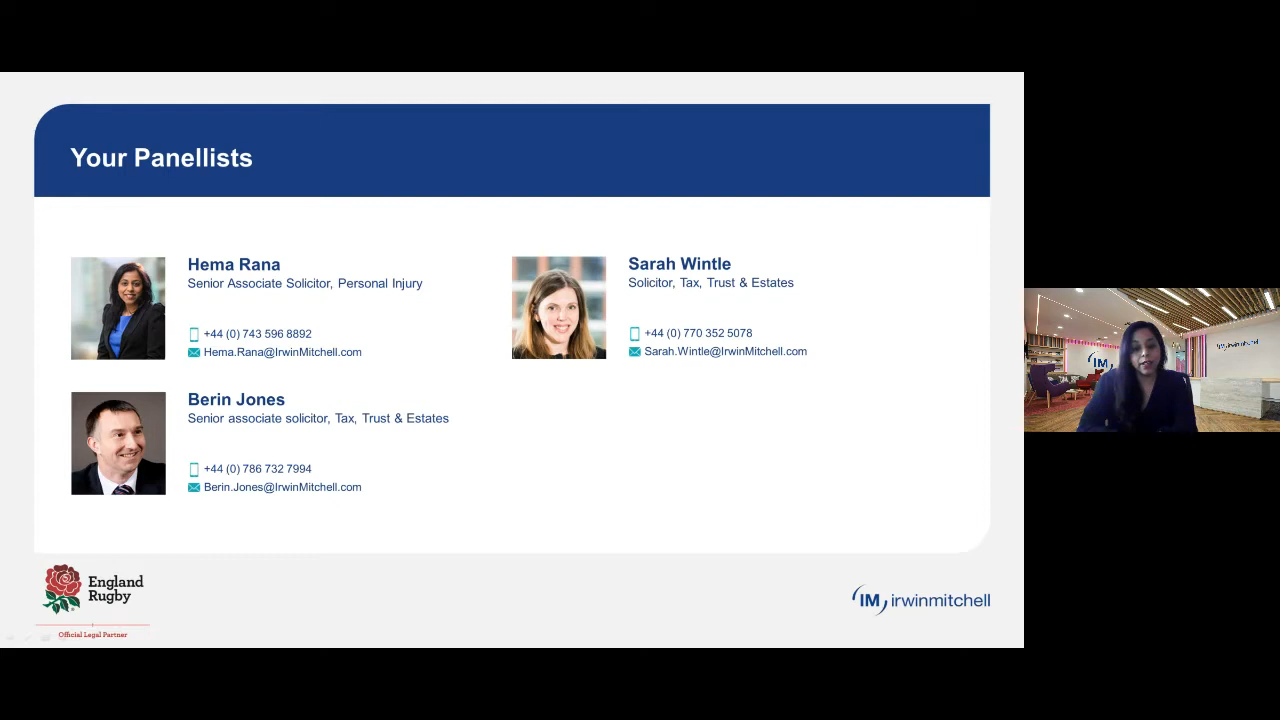 Your Panellists
Hema Rana
Senior Associate Solicitor, Personal Injury
+44 (0) 743 596 8892
Hema.Rana@IrwinMitchell.com
Sarah Wintle
Solicitor, Tax, Trust & Estates
+44 (0) 770 352 5078
Sarah.Wintle@IrwinMitchell.com
Berin Jones
Senior associate solicitor, Tax, Trust & Estates
+44 (0) 786 732 7994
Berin.Jones@IrwinMitchell.com
England
Rugby
Official Legal Partner
IM irwinmitchell
IM
irwinmitchell